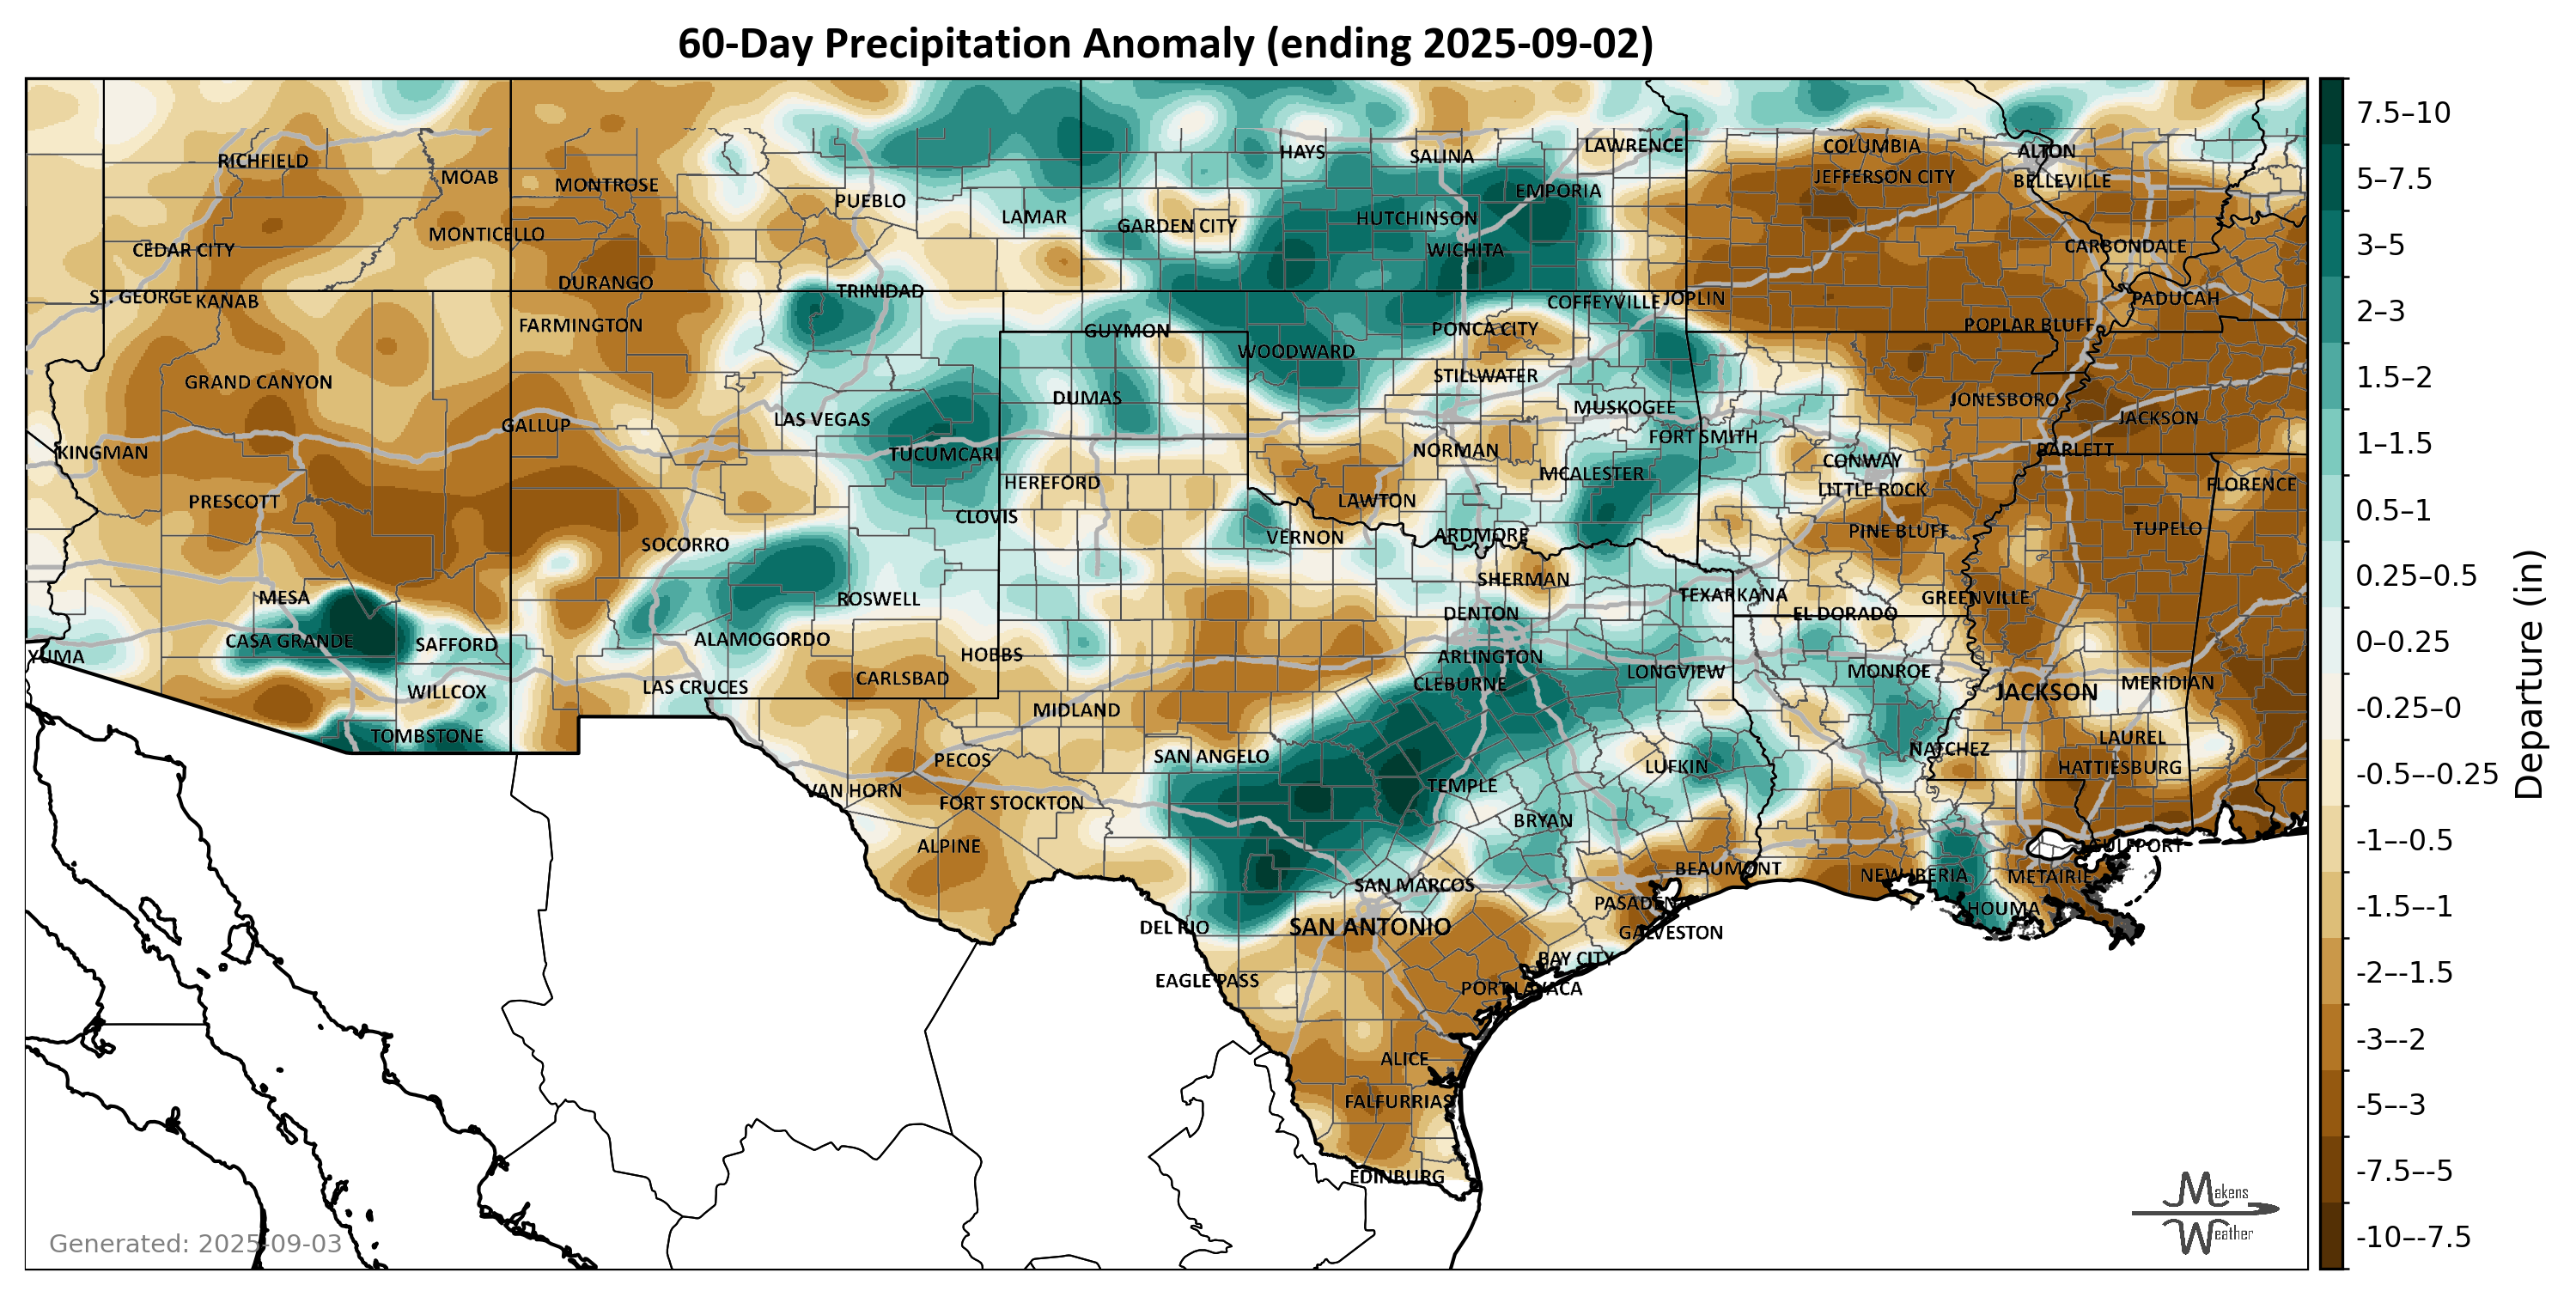 60-Day Precipitation Anomaly (ending 2025-09-02)
RICHFIELD
MOAB
MONTROSE
PUEBLO
LAMAR
HAYS
SALINA
LAWRENCE
COLUMBIA
ALTON
JEFFERSON CITY
BELLEVILLE
EMPORIA
GARDEN CITY
HUTCHINSON
CEDAR CITY
MONTICELLO
WICHITA
CARBONDALE
DURANGO
TRINIDAD
ST. GEORGE
KANAB
COFFEYVILLE
JOPLIN
PADUCAH
FARMINGTON
GUYMON
PONCA CITY
POPLAR BLUFF
WOODWARD
GRAND CANYON
STILLWATER
DUMAS
JONESBORO
MUSKOGEE
LAS VEGAS
JACKSON
GALLUP
FORT SMITH
KINGMAN
TUCUMCARI
NORMAN
BARLETT
CONWAY
PRESCOTT
HEREFORD
MCALESTER
LITTLE ROCK
FLORENCE
LAWTON
CLOVIS
PINE BLUFF
TUPELO
SOCORRO
VERNON
ARDMORE
SHERMAN
MESA
ROSWELL
TEXARKANA
GREENVILLE
DENTON
EL DORADO
CASA GRANDE
SAFFORD
ALAMOGORDO
YUMA
HOBBS
ARLINGTON
LONGVIEW
MONROE
CARLSBAD
CLEBURNE
MERIDIAN
WILLCOX
LAS CRUCES
JACKSON
MIDLAND
TOMBSTONE
LAUREL
NATCHEZ
PECOS
SAN ANGELO
LUFKIN
HATTIESBURG
VAN HORN
FORT STOCKTON
TEMPLE
BRYAN
ALPINE
GULFPORT
BEAUMONT
NEW IBERIA
METAIRIE
SAN MARCOS
PASADENA
HOUMA
DEL RIO
SAN ANTONIO
GALVESTON
BAY CITY
EAGLE PASS
PORT LAVACA
ALICE
FALFURRIAS
EDINBURG
Generated: 2025-09-03
Makens
Weather
7.5–10
5–7.5
3–5
2–3
1.5–2
1–1.5
0.5–1
0.25–0.5
0–0.25
-0.25–0
-0.5–-0.25
-1–-0.5
-1.5–-1
-2–-1.5
-3–-2
-5–-3
-7.5–-5
-10–-7.5
Departure (in)